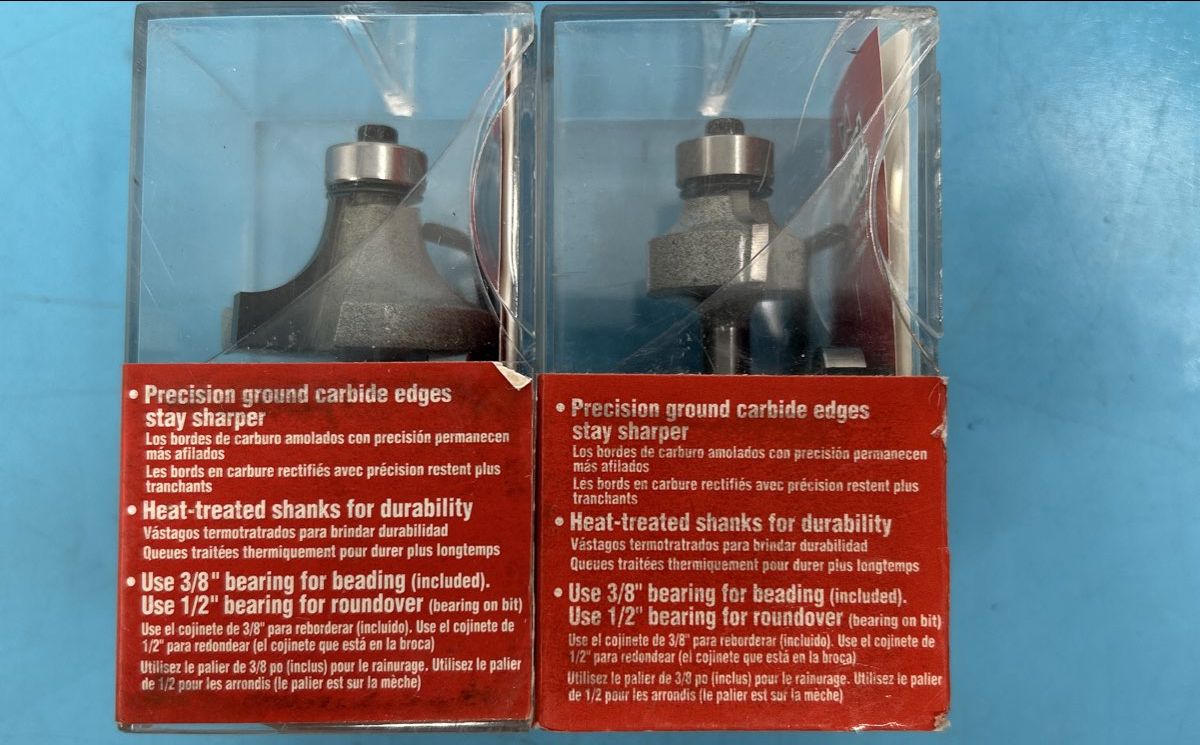 • Precision ground carbide edges
stay sharper
Los bordes de carburo amolados con precisión permanecen
más afilados
Les bords en carbure rectifiés avec précision restent plus
tranchants
• Heat-treated shanks for durability
Vástagos termotratrados para brindar durabilidad
Queues traitées thermiquement pour durer plus longtemps
• Use 3/8" bearing for beading (included).
Use 1/2" bearing for roundover (bearing on bit)
Use el cojinete de 3/8" para reborderar (incluido). Use el cojinete de
1/2" para redondear (el cojinete que está en la broca)
Utilisez le palier de 3/8 po (inclus) pour le rainurage. Utilisez le palier
de 1/2 pour les arrondis (le palier est sur la mèche)
• Precision ground carbide edges
stay sharper
Los bordes de carburo amolados con precisión permanecen
más afilados
Les bords en carbure rectifiés avec précision restent plus
tranchants
• Heat-treated shanks for durability
Vástagos termotratrados para brindar durabilidad
Queues traitées thermiquement pour durer plus longtemps
• Use 3/8" bearing for beading (included).
Use 1/2" bearing for roundover (bearing on bit)
Use el cojinete de 3/8" para reborderar (incluido). Use el cojinete de
1/2" para redondear (el cojinete que está en la broca)
Utilisez le palier de 3/8 po (inclus) pour le rainurage. Utilisez le palier
de 1/2 pour les arrondis (le palier est sur la mèche)